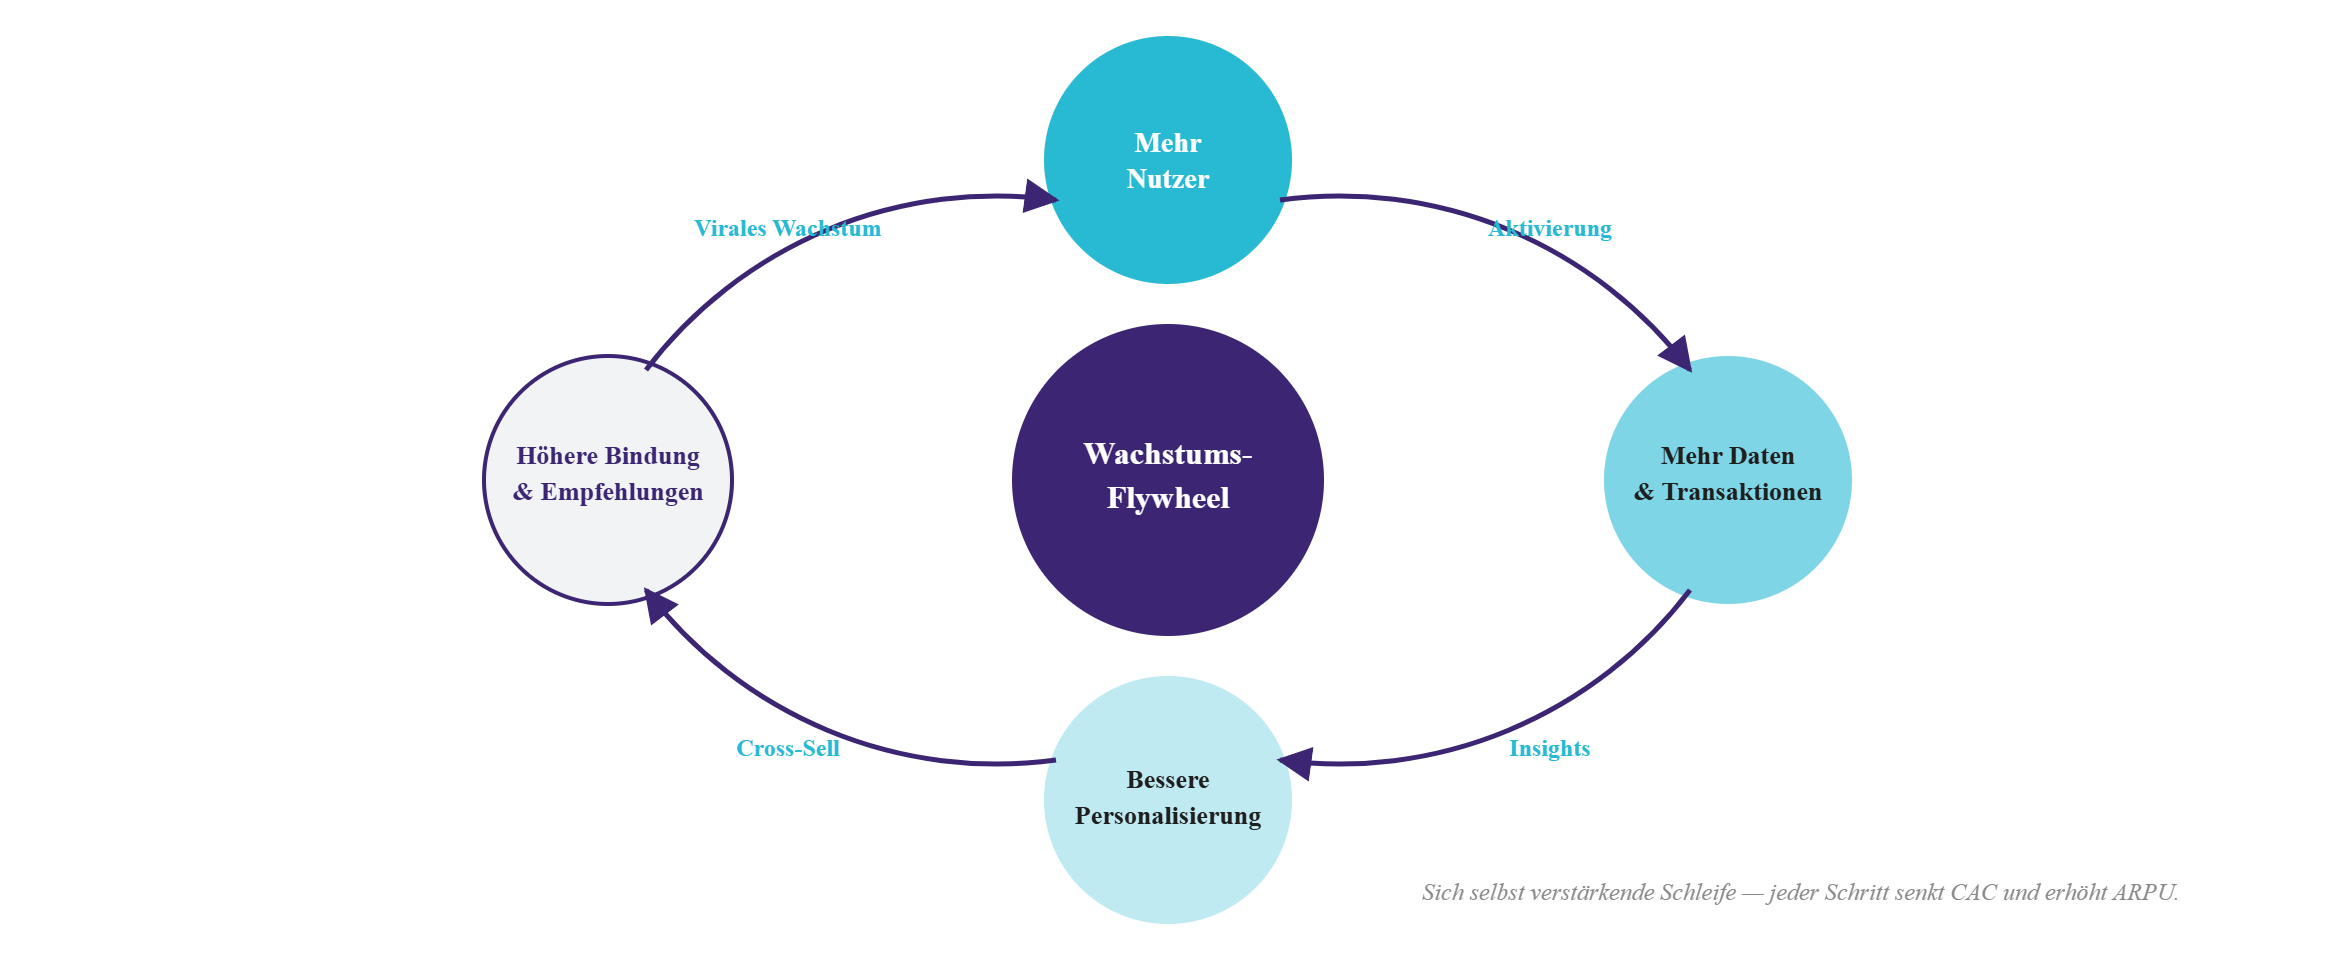 Mehr
Nutzer
Virales Wachstum
Aktivierung
Wachstums-
Flywheel
Höhere Bindung
& Empfehlungen
Mehr Daten
& Transaktionen
Cross-Sell
Insights
Bessere
Personalisierung
Sich selbst verstärkende Schleife — jeder Schritt senkt CAC und erhöht ARPU.